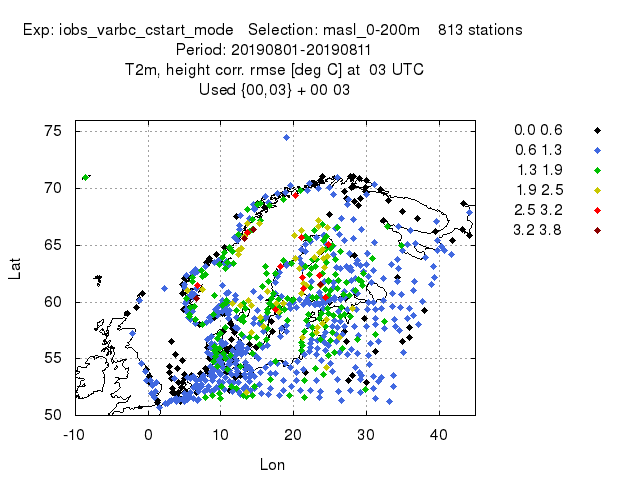 Exp: iobs_varbc_cstart_mode   Selection: masl_0-200m    813 stations
Period: 20190801-20190811
T2m, height corr. rmse [deg C] at  03 UTC
Used {00,03} + 00 03
0.0 0.6
0.6 1.3
1.3 1.9
1.9 2.5
2.5 3.2
3.2 3.8
75
70
65
60
55
50
Lat
-10 0 10 20 30 40
Lon